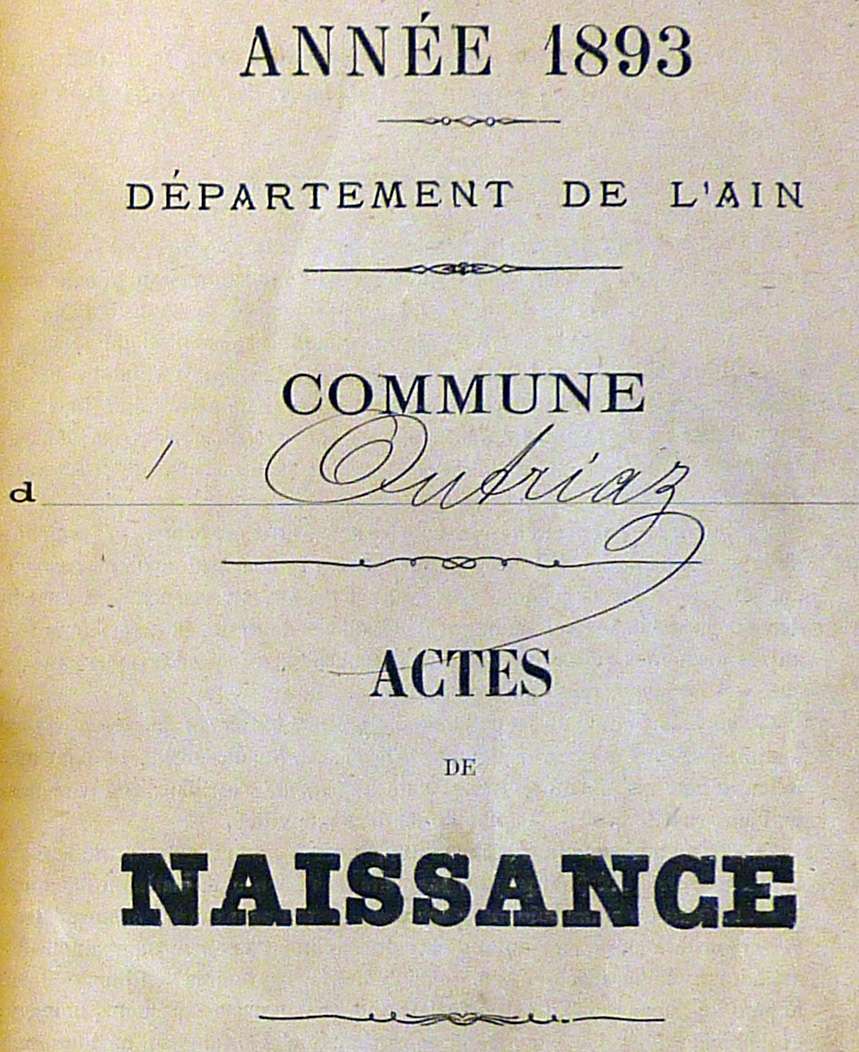 ANNÉE 1893
DÉPARTEMENT DE L'AIN
COMMUNE
d' Outriaz
ACTES
DE
NAISSANCE